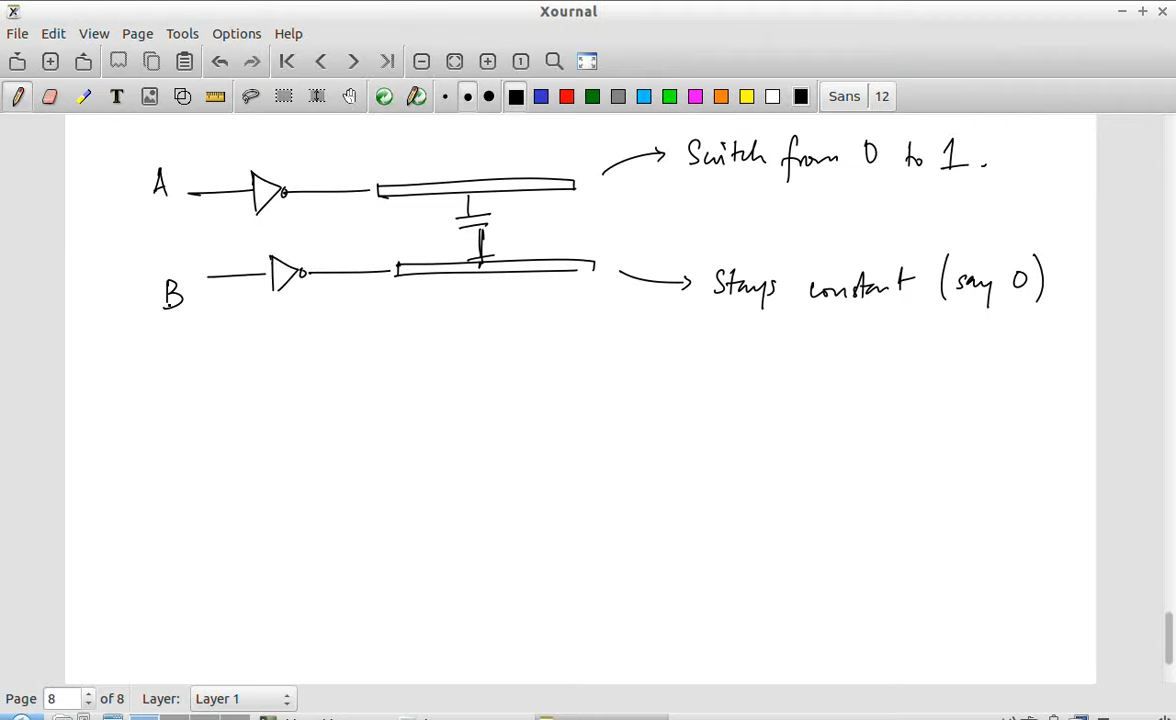 Xournal
File Edit View Page Tools Options Help
Sans 12
A
Switch from 0 to 1.
B
Stays constant (say 0)
Page 8 of 8 Layer: Layer 1